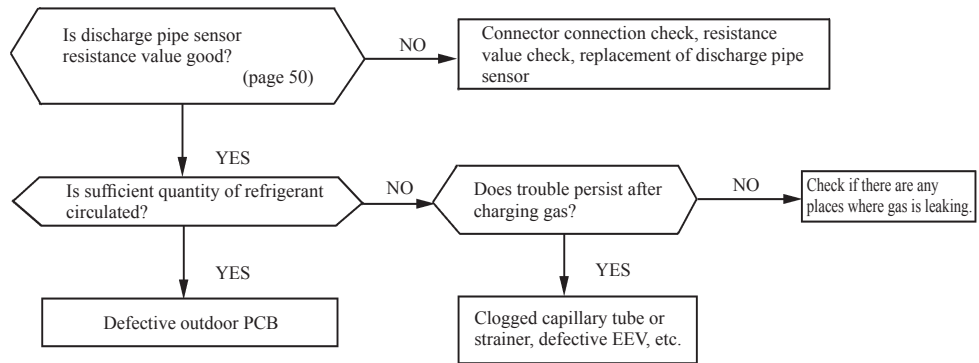 Is discharge pipe sensor
resistance value good?
(page 50)
NO
Connector connection check, resistance
value check, replacement of discharge pipe
sensor
YES
Is sufficient quantity of refrigerant
circulated?
NO
Does trouble persist after
charging gas?
NO
Check if there are any
places where gas is leaking.
YES
Defective outdoor PCB
YES
Clogged capillary tube or
strainer, defective EEV, etc.